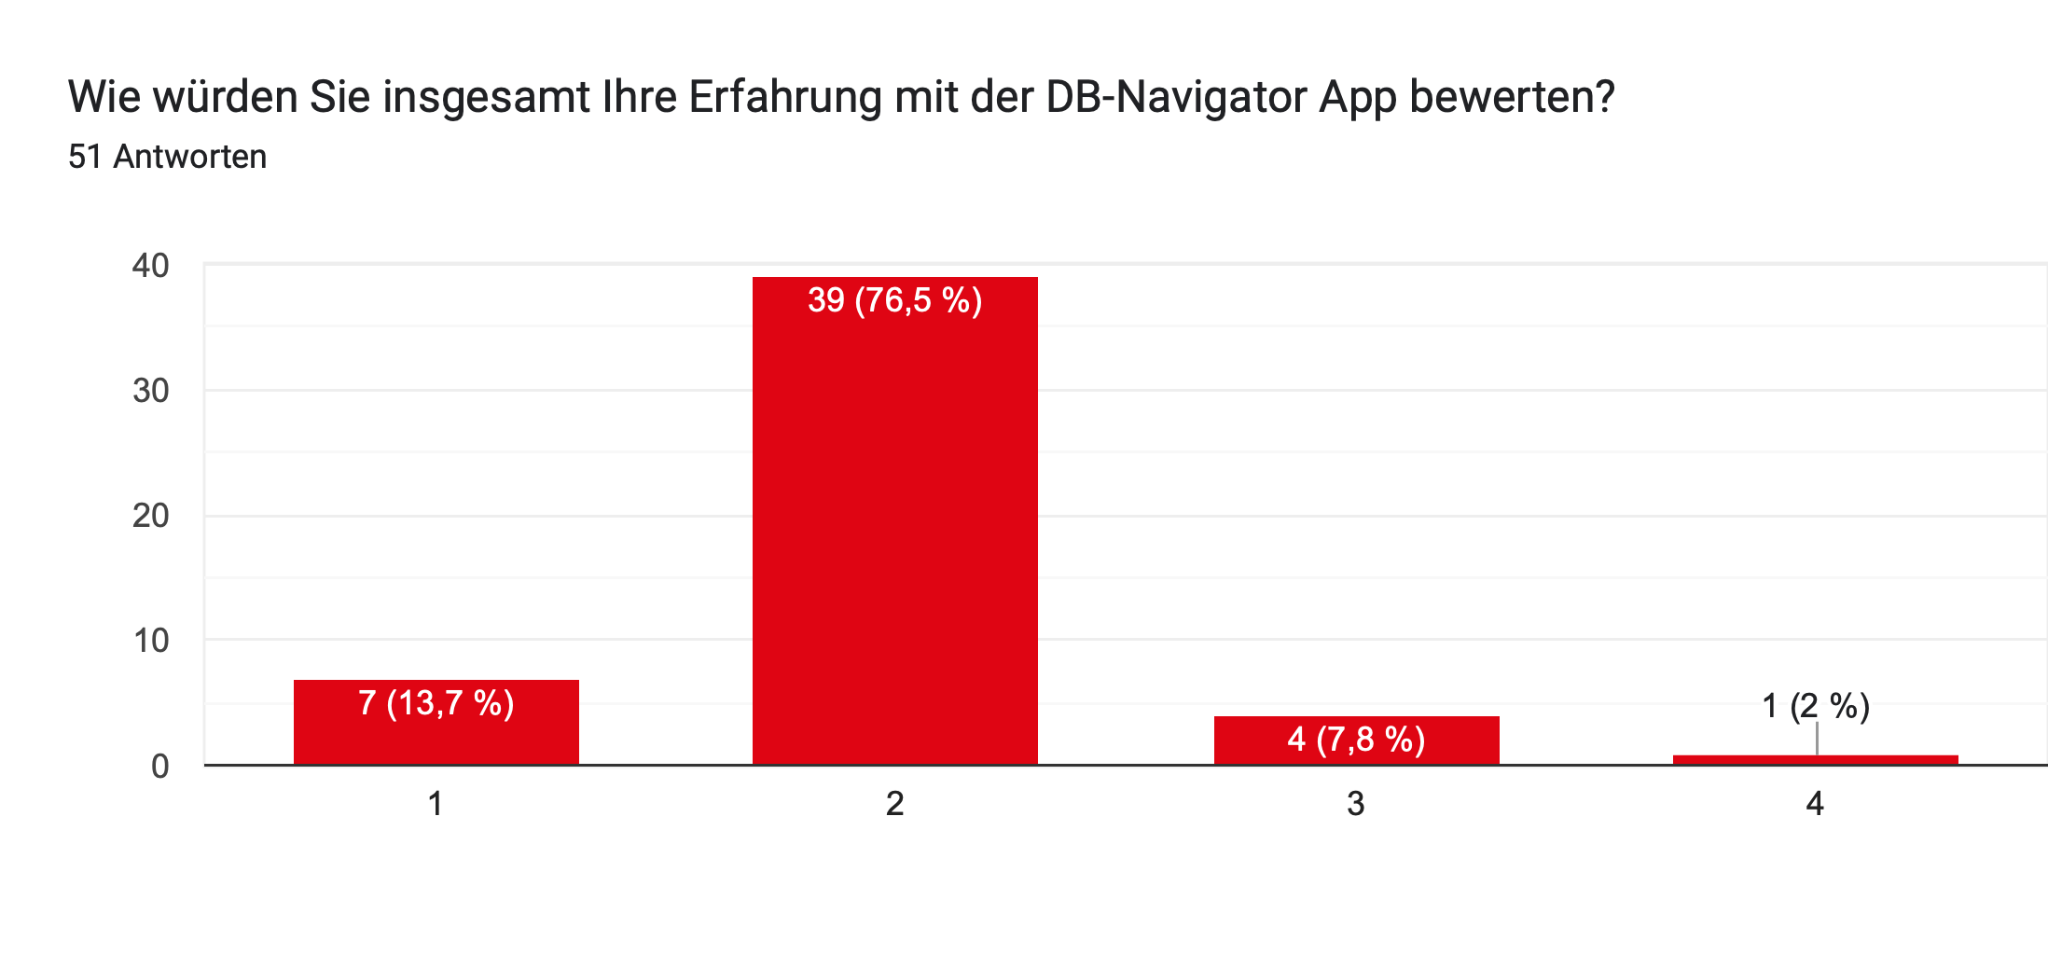 Wie würden Sie insgesamt Ihre Erfahrung mit der DB-Navigator App bewerten?
51 Antworten
40
39 (76,5 %)
30
20
10
7 (13,7 %)
1 (2 %)
4 (7,8 %)
0
1 2 3 4